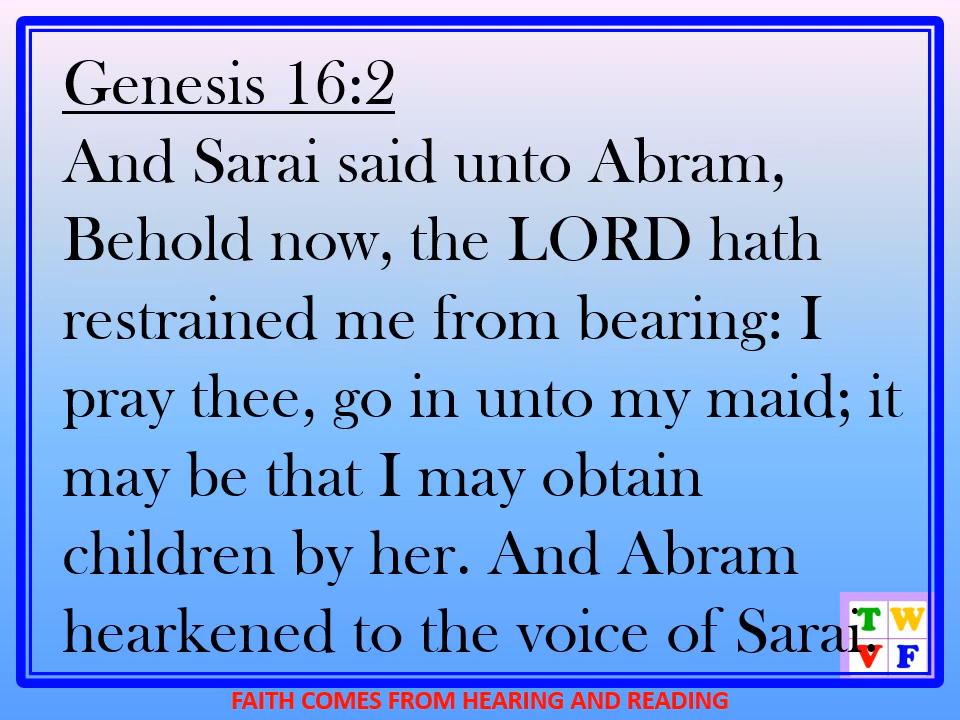 Genesis 16:2
And Sarai said unto Abram,
Behold now, the LORD hath
restrained me from bearing: I
pray thee, go in unto my maid; it
may be that I may obtain
children by her. And Abram
hearkened to the voice of Sarai.
T W
V F
FAITH COMES FROM HEARING AND READING